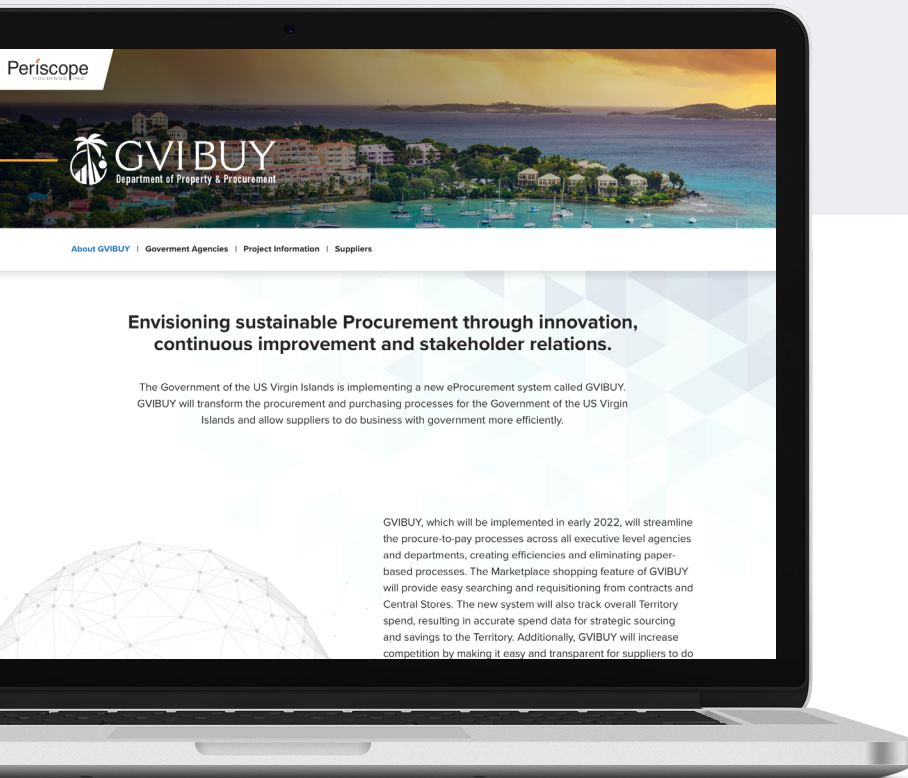 Periscope
HOLDINGS INC
GVI BUY
Department of Property & Procurement
About GVIBUY | Goverment Agencies | Project Information | Suppliers
Envisioning sustainable Procurement through innovation,
continuous improvement and stakeholder relations.
The Government of the US Virgin Islands is implementing a new eProcurement system called GVIBUY.
GVIBUY will transform the procurement and purchasing processes for the Government of the US Virgin
Islands and allow suppliers to do business with government more efficiently.
GVIBUY, which will be implemented in early 2022, will streamline
the procure-to-pay processes across all executive level agencies
and departments, creating efficiencies and eliminating paper-
based processes. The Marketplace shopping feature of GVIBUY
will provide easy searching and requisitioning from contracts and
Central Stores. The new system will also track overall Territory
spend, resulting in accurate spend data for strategic sourcing
and savings to the Territory. Additionally, GVIBUY will increase
competition by making it easy and transparent for suppliers to do